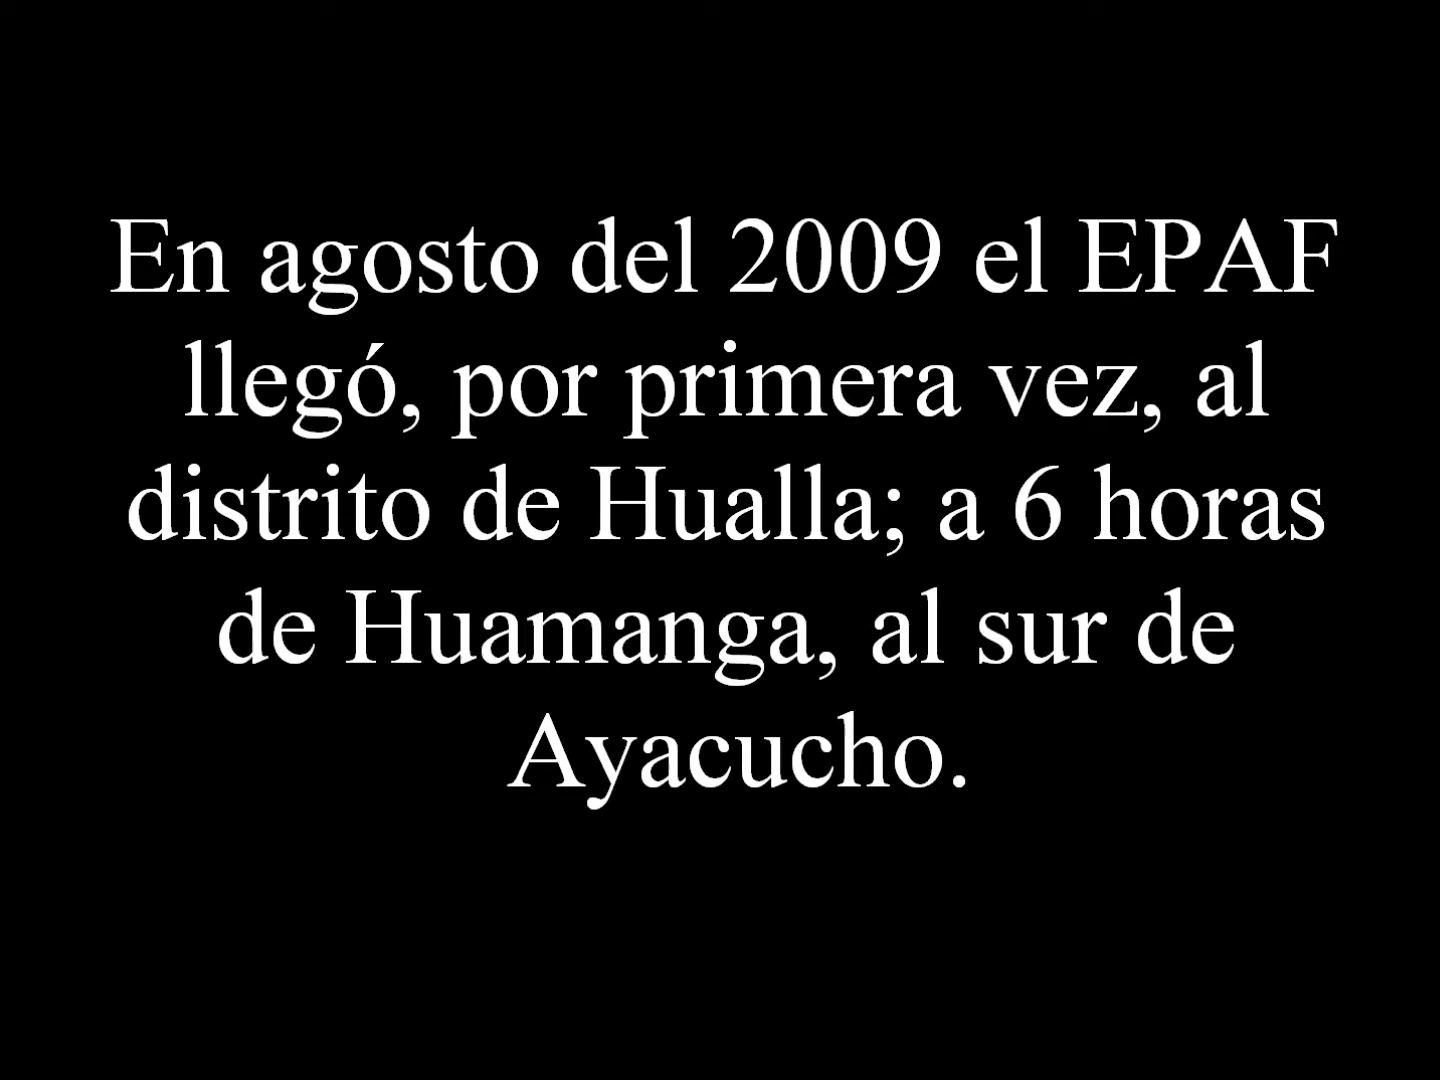 En agosto del 2009 el EPAF
llegó, por primera vez, al
distrito de Hualla; a 6 horas
de Huamanga, al sur de
Ayacucho.